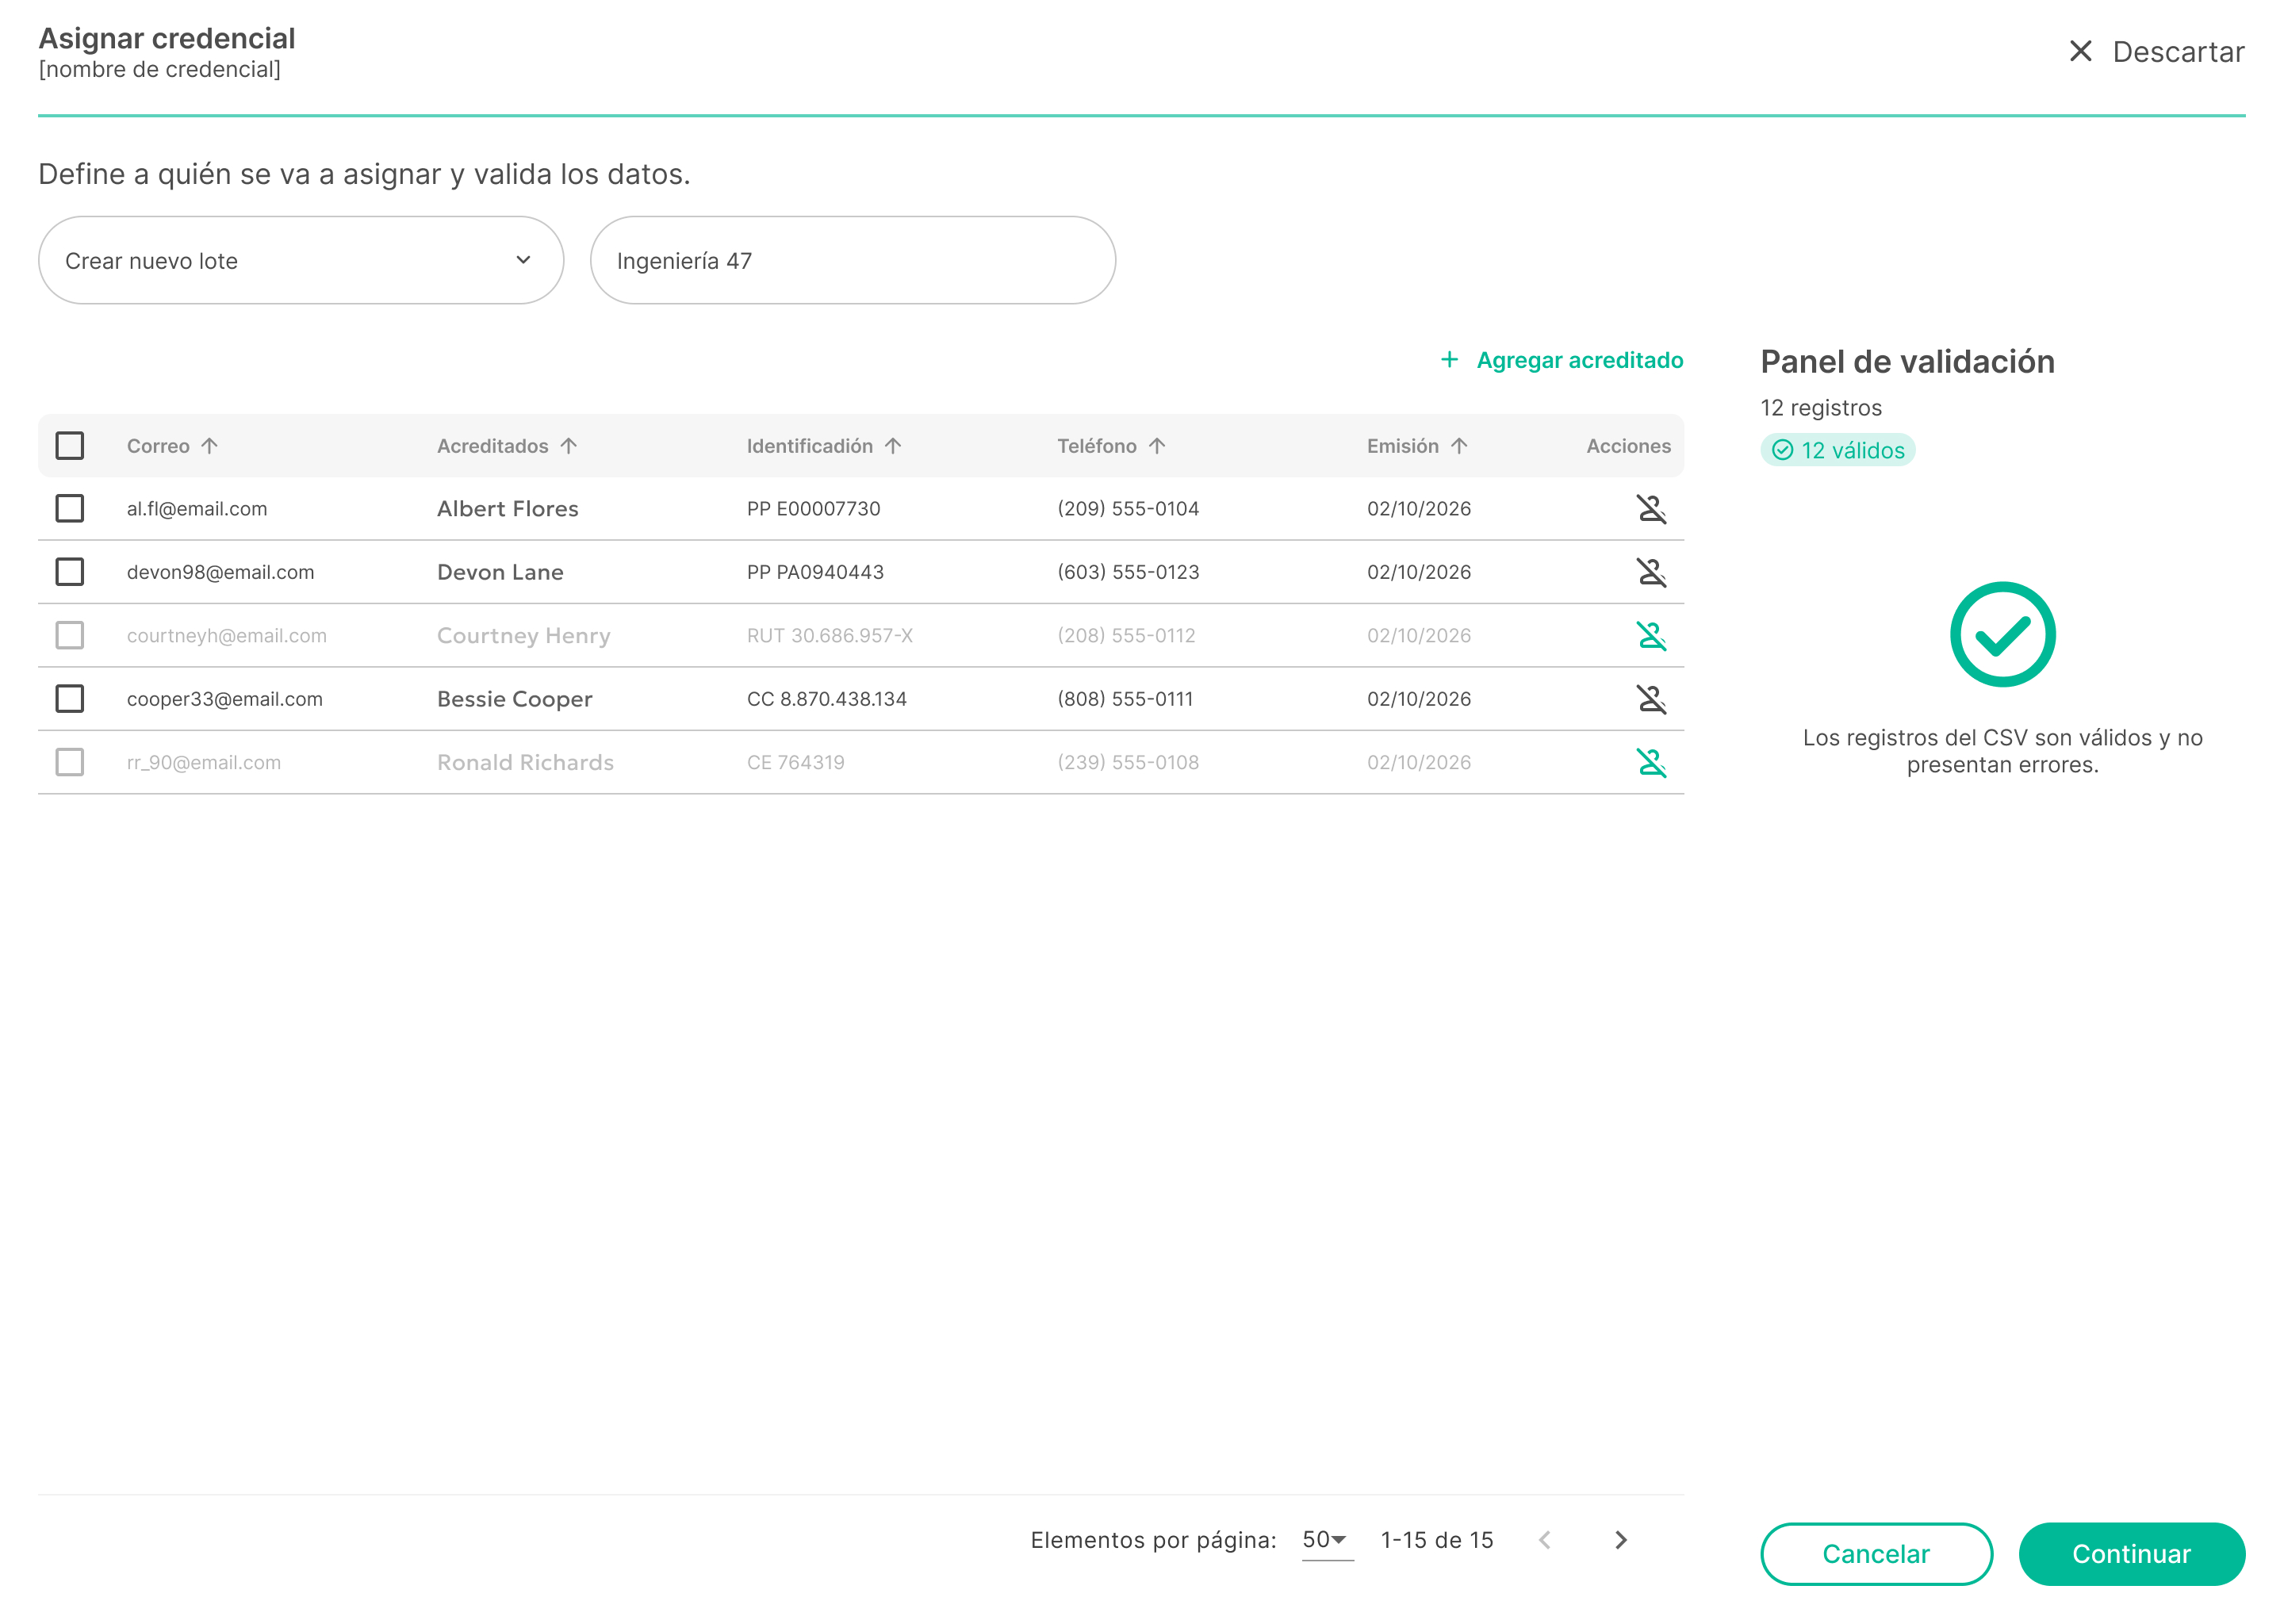 Asignar credencial
[nombre de credencial]
Descartar
Define a quién se va a asignar y valida los datos.
Crear nuevo lote
Ingeniería 47
+ Agregar acreditado
Correo Acreditados Identificadión Teléfono Emisión Acciones
al.fl@email.com Albert Flores PP E00007730 (209) 555-0104 02/10/2026
devon98@email.com Devon Lane PP PA0940443 (603) 555-0123 02/10/2026
courtneyh@email.com Courtney Henry RUT 30.686.957-X (208) 555-0112 02/10/2026
cooper33@email.com Bessie Cooper CC 8.870.438.134 (808) 555-0111 02/10/2026
rr_90@email.com Ronald Richards CE 764319 (239) 555-0108 02/10/2026
Panel de validación
12 registros
12 válidos
Los registros del CSV son válidos y no
presentan errores.
Elementos por página: 50 1-15 de 15
Cancelar
Continuar